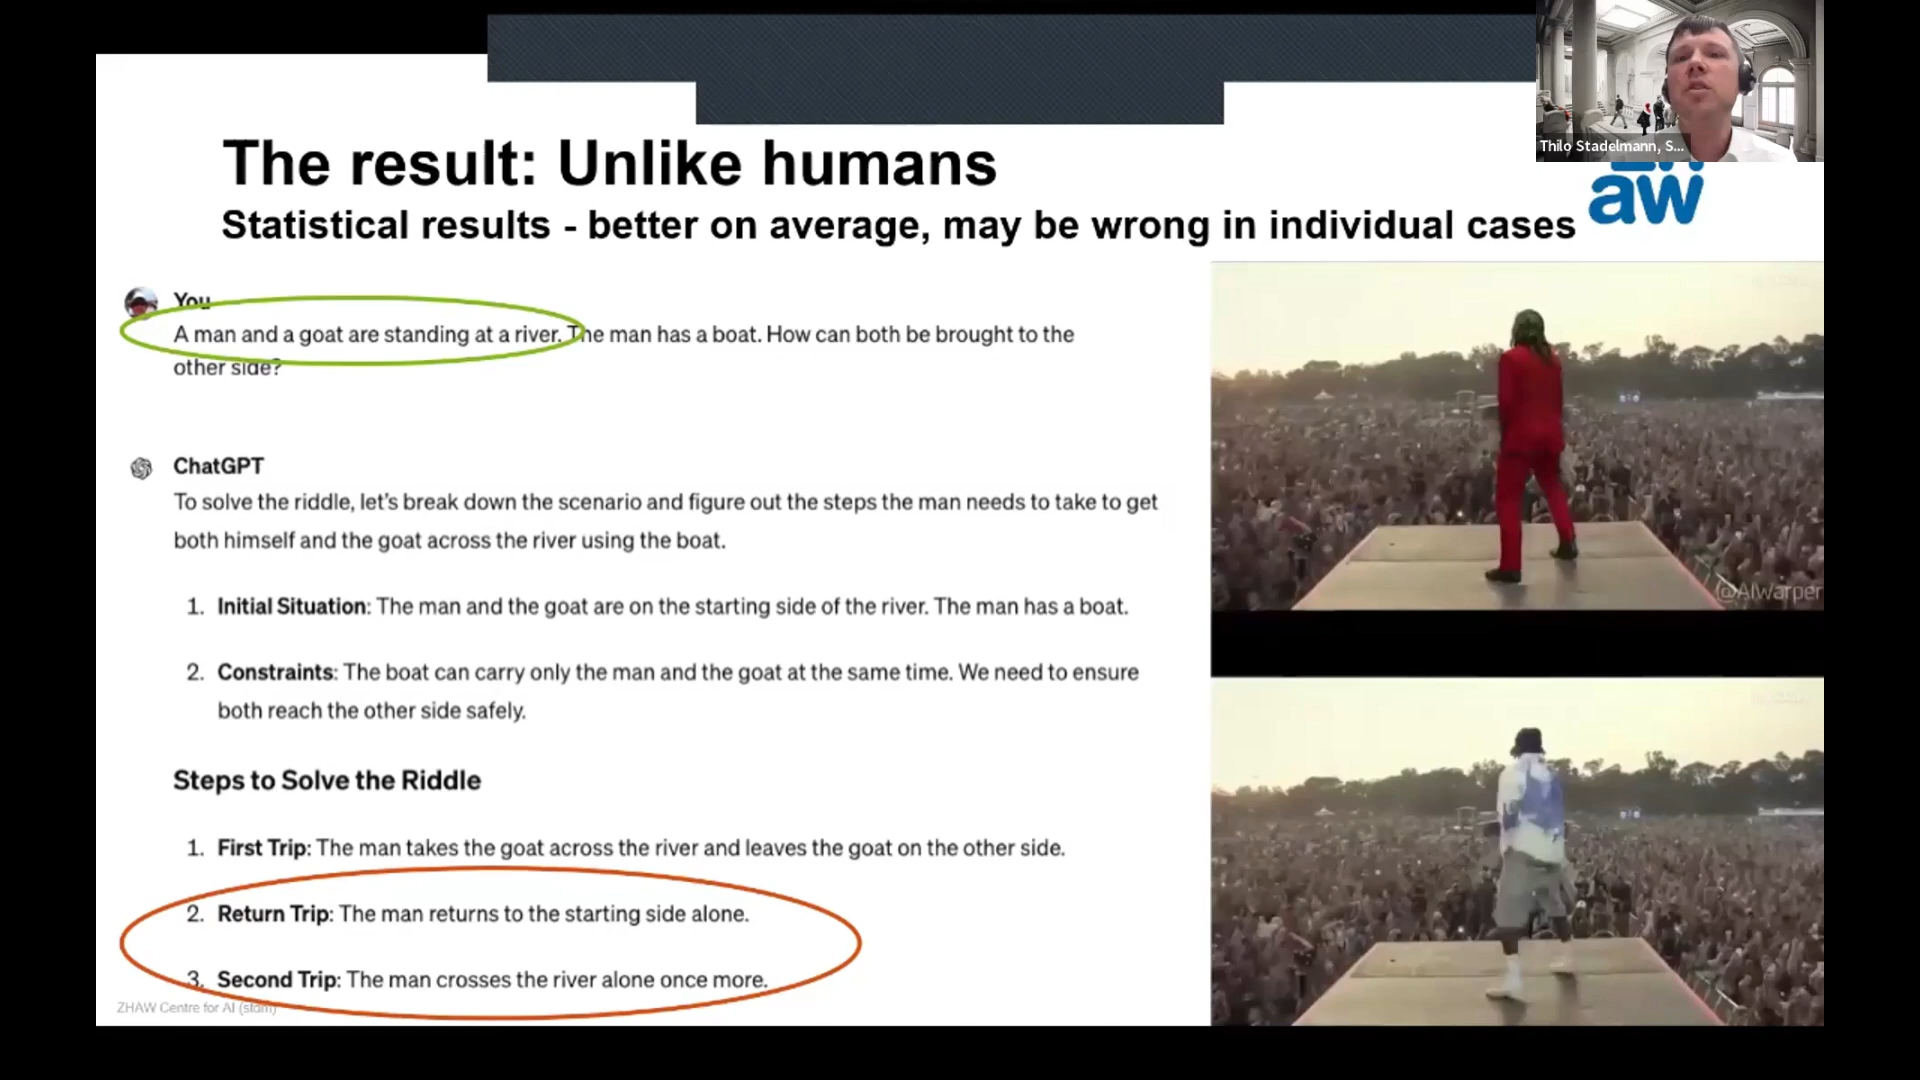 Thilo Stadelmann, S...
The result: Unlike humans
Statistical results - better on average, may be wrong in individual cases
aw
You
A man and a goat are standing at a river. The man has a boat. How can both be brought to the
other side?
ChatGPT
To solve the riddle, let's break down the scenario and figure out the steps the man needs to take to get
both himself and the goat across the river using the boat.
1. Initial Situation: The man and the goat are on the starting side of the river. The man has a boat.
2. Constraints: The boat can carry only the man and the goat at the same time. We need to ensure
both reach the other side safely.
Steps to Solve the Riddle
1. First Trip: The man takes the goat across the river and leaves the goat on the other side.
2. Return Trip: The man returns to the starting side alone.
3. Second Trip: The man crosses the river alone once more.
ZHAW Centre for AI (stdm)
@AIWarper